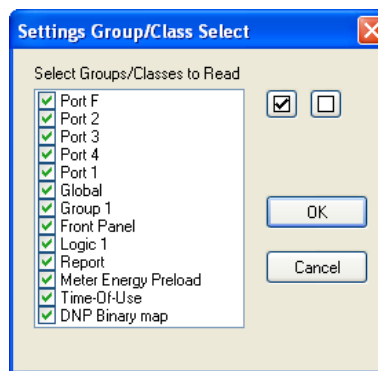 Settings Group/Class Select
Select Groups/Classes to Read
Port F
Port 2
Port 3
Port 4
Port 1
Global
Group 1
Front Panel
Logic 1
Report
Meter Energy Preload
Time-Of-Use
DNP Binary map
OK
Cancel